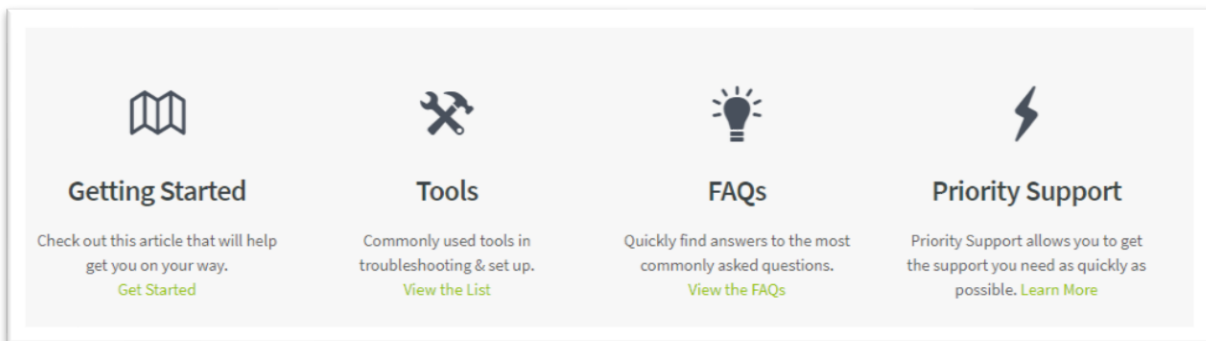 Getting Started
Check out this article that will help
get you on your way.
Get Started
Tools
Commonly used tools in
troubleshooting & set up.
View the List
FAQs
Quickly find answers to the most
commonly asked questions.
View the FAQs
Priority Support
Priority Support allows you to get
the support you need as quickly as
possible. Learn More